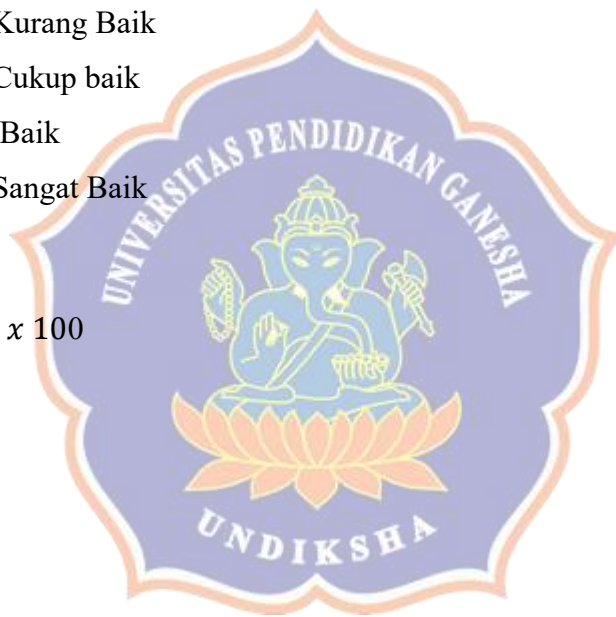 Kurang Baik
Cukup baik
Baik
Sangat Baik
UNIVERSITAS PENDIDIKAN GANESHA
x 100
UNDIKSHA